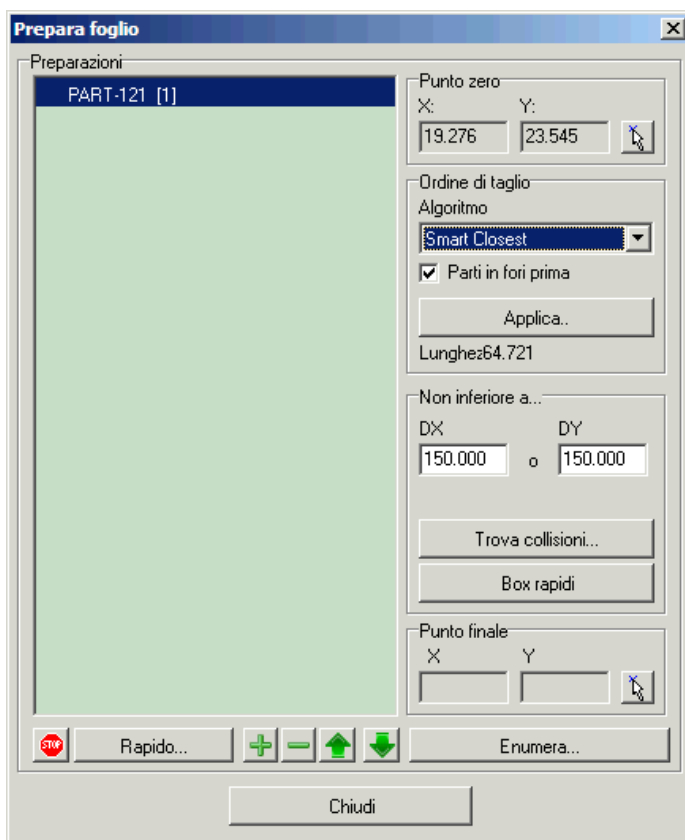 Prepara foglio
Preparazioni
PART-121 [1]
Punto zero
X: Y:
19.276 23.545
Ordine di taglio
Algoritmo
Smart Closest
Parti in fori prima
Applica..
Lunghez64.721
Non inferiore a...
DX DY
150.000 o 150.000
Trova collisioni...
Box rapidi
Punto finale
X Y
STOP Rapido... Enumera...
Chiudi